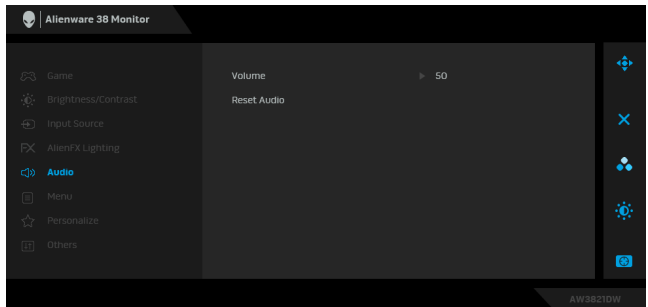 Alienware 38 Monitor
Game
Brightness/Contrast
Input Source
AlienFX Lighting
Audio
Menu
Personalize
Others
Volume 50
Reset Audio
AW3821DW